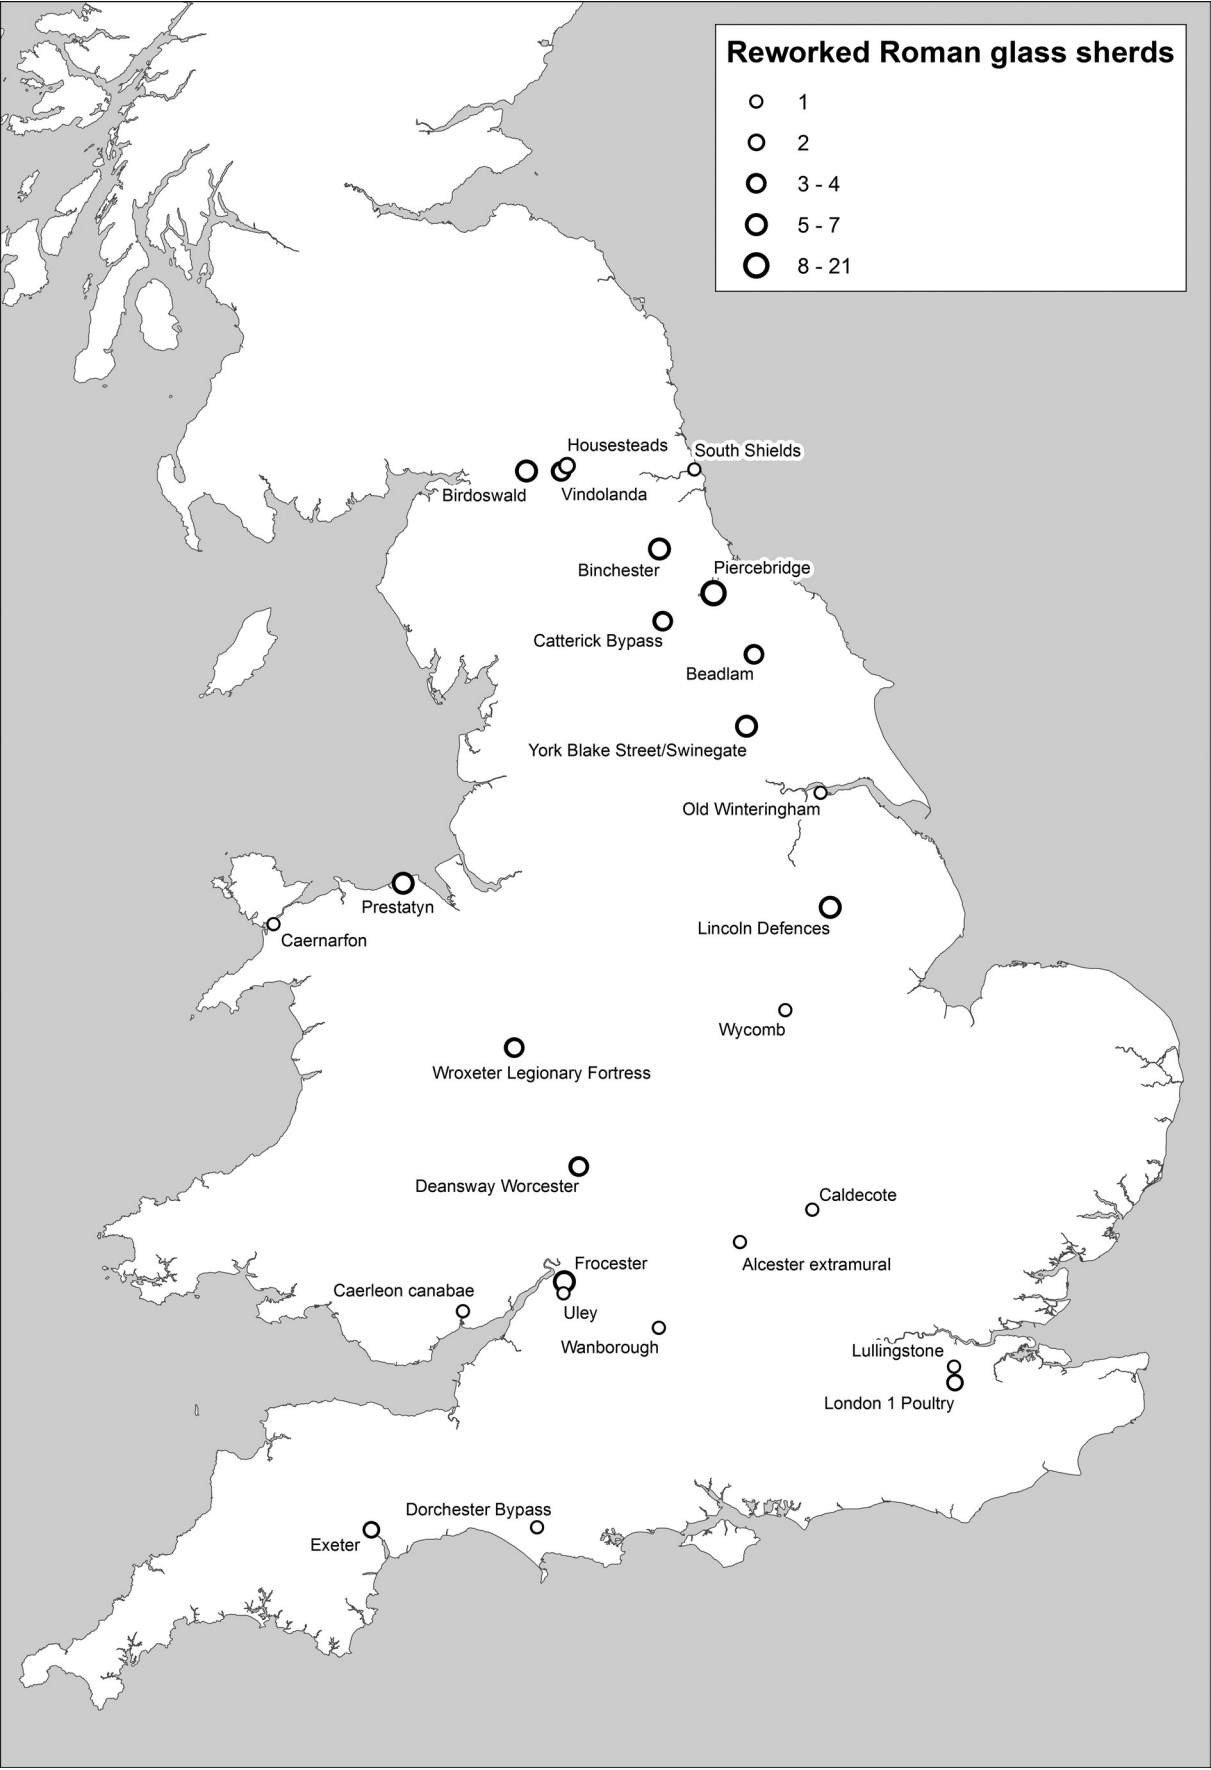 Reworked Roman glass sherds
1
2
3 - 4
5 - 7
8 - 21
Housesteads
South Shields
Birdoswald
Vindolanda
Binchester
Piercebridge
Catterick Bypass
Beadlam
York Blake Street/Swinegate
Old Winteringham
Prestatyn
Lincoln Defences
Caernarfon
Wycomb
Wroxeter Legionary Fortress
Deansway Worcester
Caldecote
Alcester extramural
Frocester
Caerleon canabae
Uley
Wanborough
Lullingstone
London 1 Poultry
Dorchester Bypass
Exeter